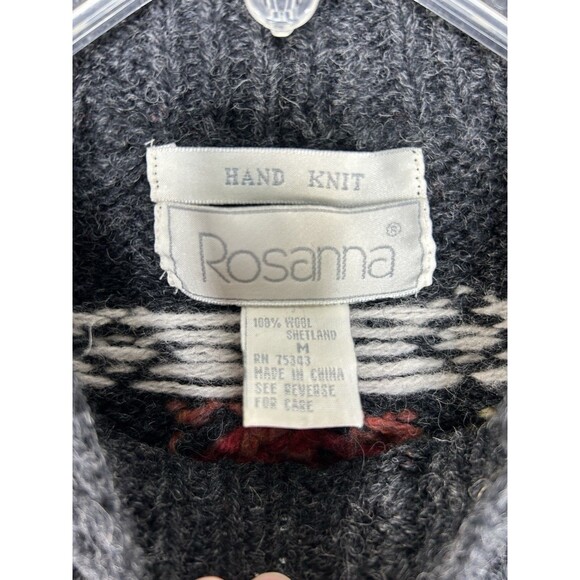 HAND KNIT
Rosanna®
100% WOOL
SHETLAND
M
RN 75343
MADE IN CHINA
SEE REVERSE
FOR CARE